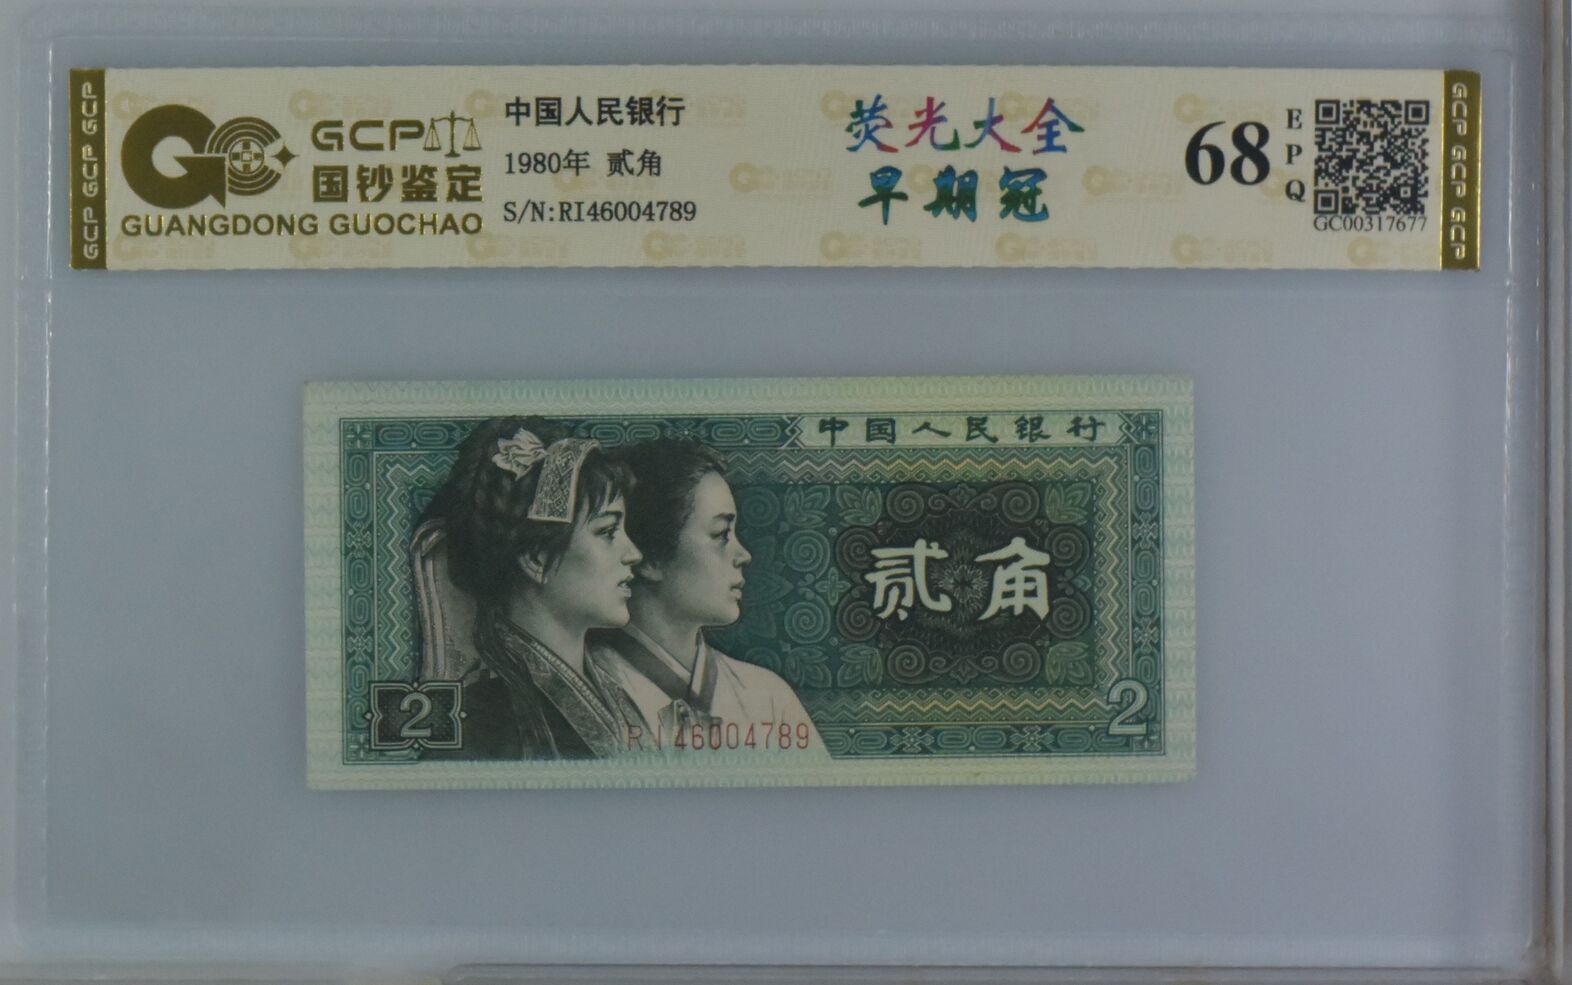 GCP GCP GCP
GCP
国钞鉴定
GUANGDONG GUOCHAO
中国人民银行
1980年 贰角
S/N:RI46004789
荧光大全
早期冠
68
EPQ
GC00317677
GCP GCP GCP
中国人民银行
贰角
2
2
RI46004789